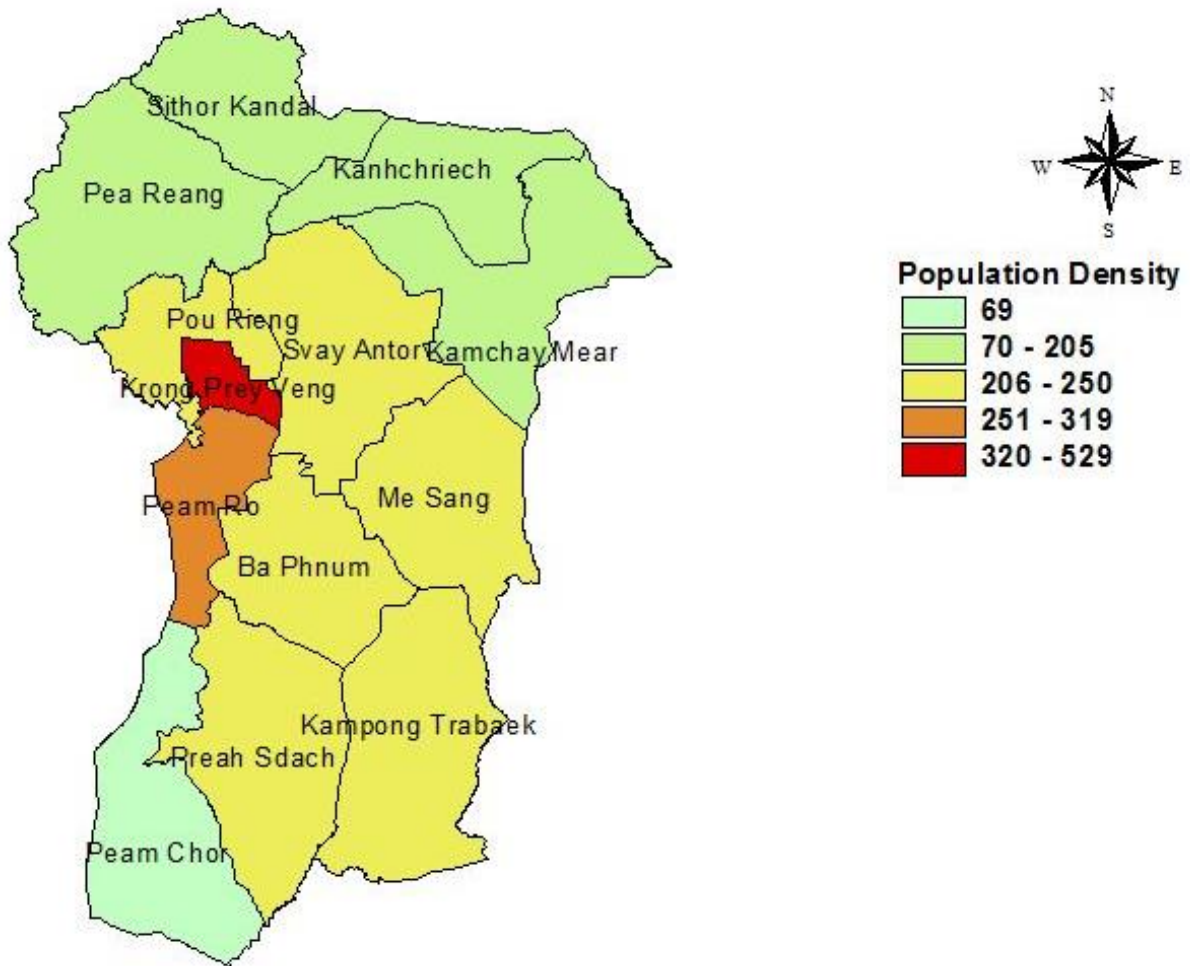 Sithor Kandal
Kanhchriech
Pea Reang
Pou Rieng
Svay Antor
Kamchay Mear
Krong Prey Veng
Me Sang
Peam Ro
Ba Phnum
Kampong Trabaek
Preah Sdach
Peam Chor
N
W E
S
Population Density
69
70 - 205
206 - 250
251 - 319
320 - 529